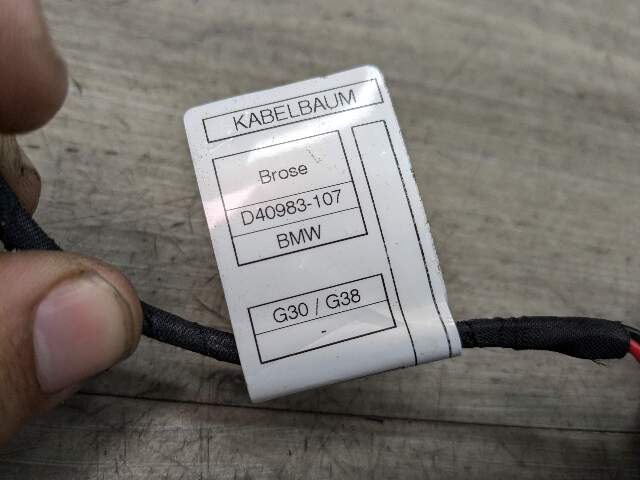 KABELBAUM
Brose
D40983-107
BMW
G30 / G38
-